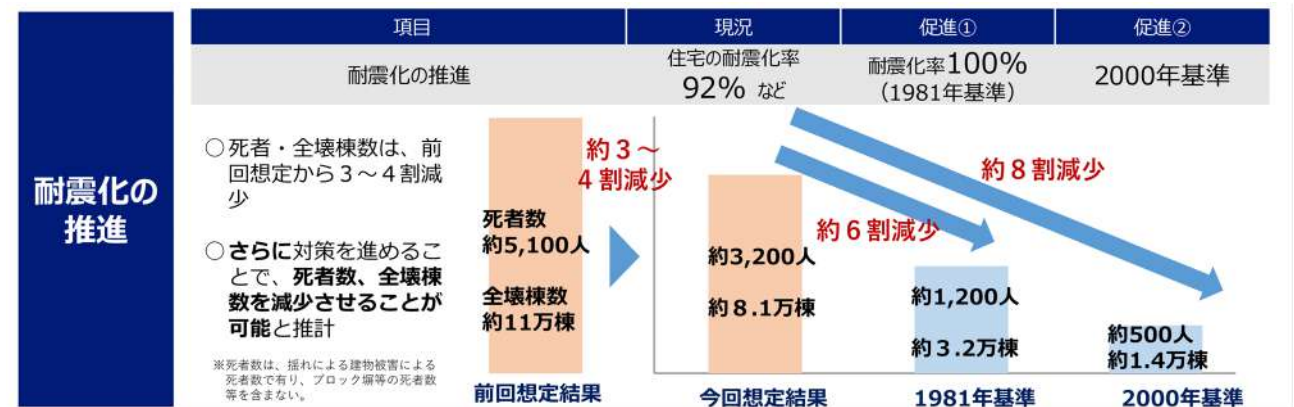 耐震化の
推進
項目
現況
促進①
促進②
耐震化の推進
住宅の耐震化率
92% など
耐震化率100%
(1981年基準)
2000年基準
○死者・全壊棟数は、前
回想定から３～４割減
少
○さらに対策を進めるこ
とで、死者数、全壊棟
数を減少させることが
可能と推計
※死者数は、揺れによる建物被害による
死者数で有り、ブロック塀等の死者数
等を含まない。
死者数
約5,100人
全壊棟数
約11万棟
前回想定結果
約３～
４割減少
約3,200人
約８.1万棟
今回想定結果
約６割減少
約1,200人
約３.2万棟
1981年基準
約８割減少
約500人
約1.4万棟
2000年基準